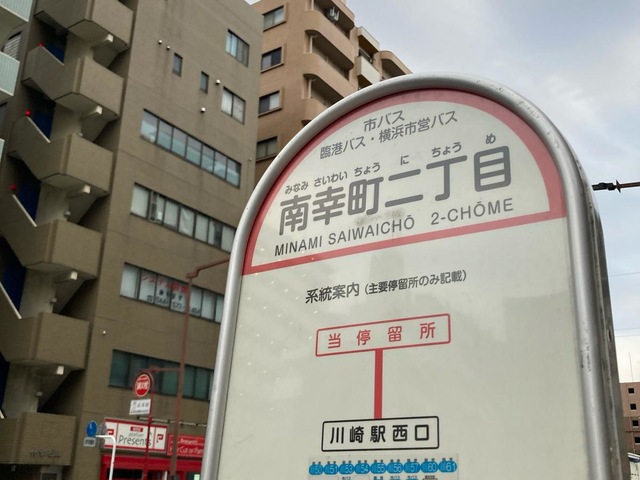 市バス
臨港バス・横浜市営バス
みなみ さいわい ちょう に ちょう め
南幸町二丁目
MINAMI SAIWAICHŌ 2-CHŌME
系統案内(主要停留所のみ記載)
当停留所
川崎駅西口
Presents